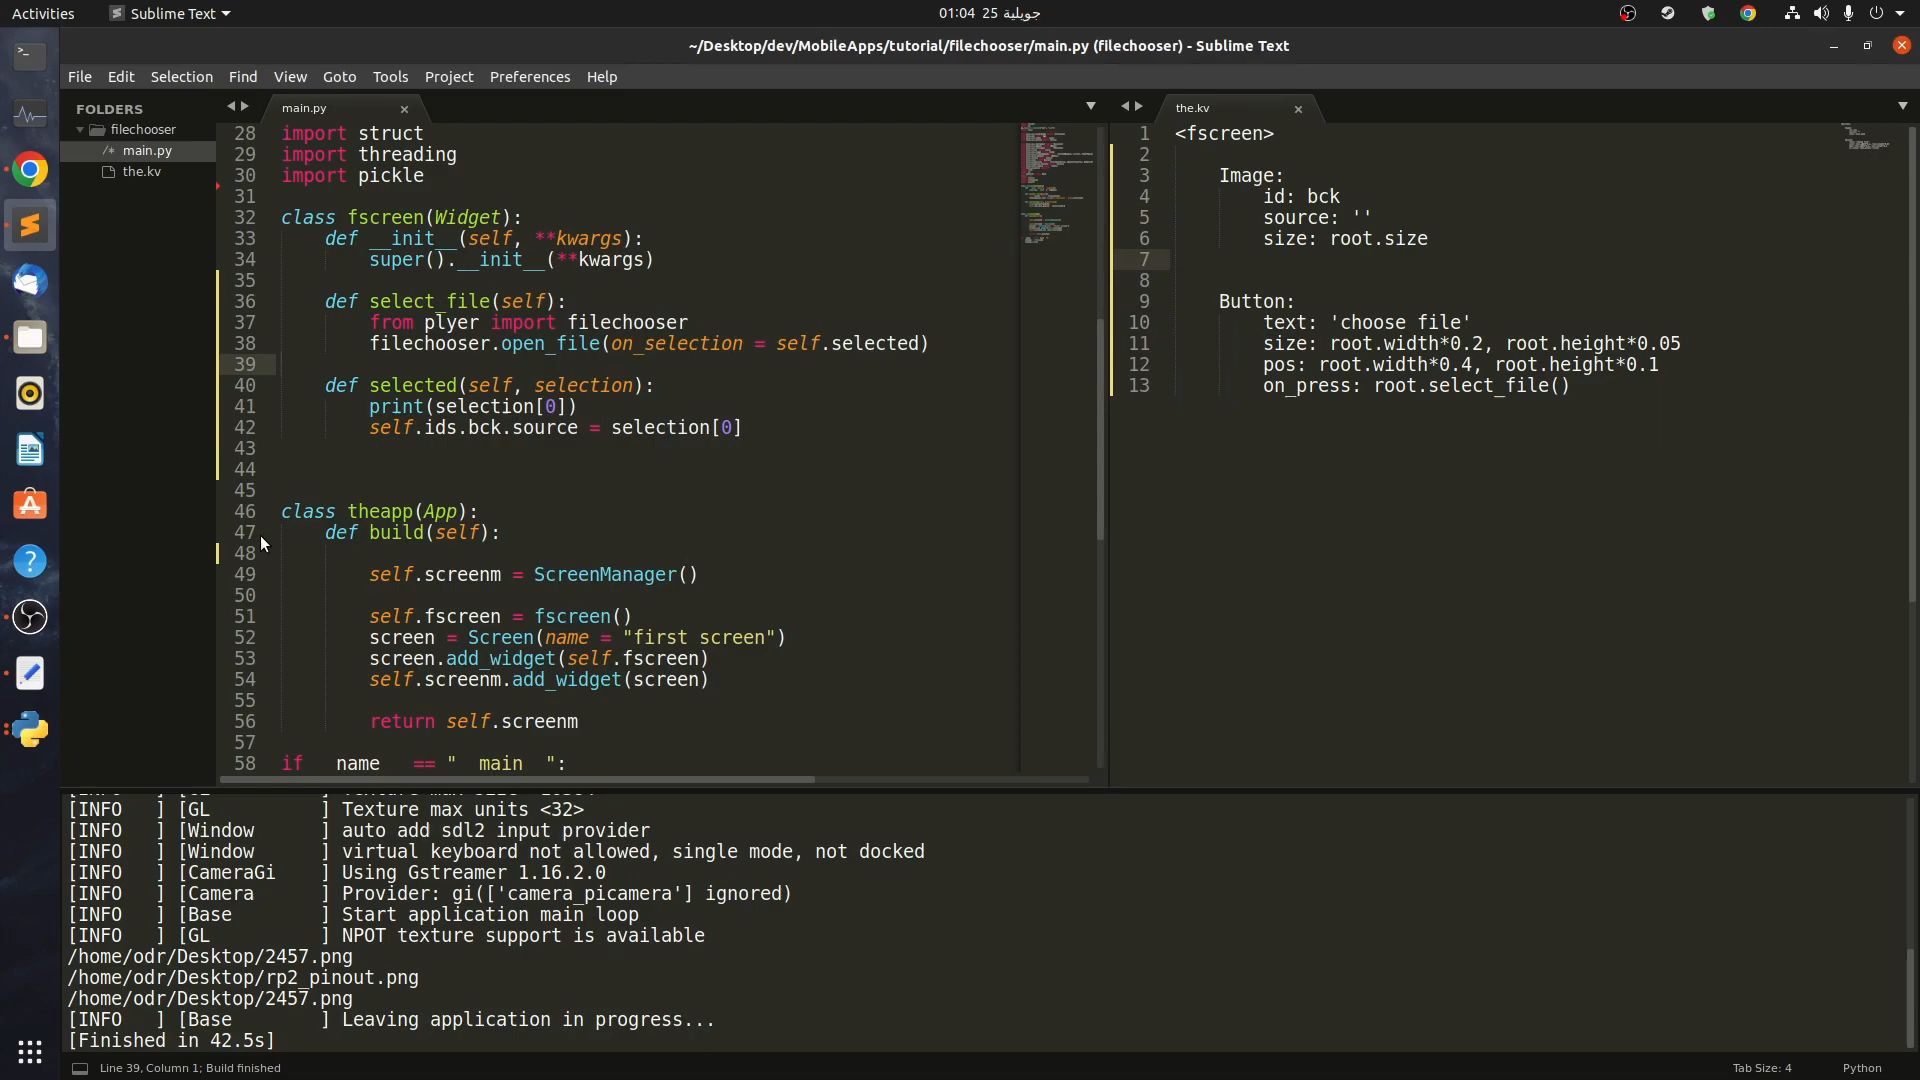 Activities
Sublime Text
01:04 25 جويلية
~/Desktop/dev/MobileApps/tutorial/filechooser/main.py (filechooser) - Sublime Text
File Edit Selection Find View Goto Tools Project Preferences Help
FOLDERS
filechooser
/* main.py
the.kv
main.py
28 import struct
29 import threading
30 import pickle
31
32 class fscreen(Widget):
33 def __init__(self, **kwargs):
34 super().__init__(**kwargs)
35
36 def select_file(self):
37 from plyer import filechooser
38 filechooser.open_file(on_selection = self.selected)
39
40 def selected(self, selection):
41 print(selection[0])
42 self.ids.bck.source = selection[0]
43
44
45
46 class theapp(App):
47 def build(self):
48
49 self.screenm = ScreenManager()
50
51 self.fscreen = fscreen()
52 screen = Screen(name = "first screen")
53 screen.add_widget(self.fscreen)
54 self.screenm.add_widget(screen)
55
56 return self.screenm
57
58 if __name__ == "__main__":
the.kv
1 <fscreen>
2
3 Image:
4 id: bck
5 source: ''
6 size: root.size
7
8
9 Button:
10 text: 'choose file'
11 size: root.width*0.2, root.height*0.05
12 pos: root.width*0.4, root.height*0.1
13 on_press: root.select_file()
[INFO   ] [GL          ] Texture max units <32>
[INFO   ] [Window      ] auto add sdl2 input provider
[INFO   ] [Window      ] virtual keyboard not allowed, single mode, not docked
[INFO   ] [CameraGi    ] Using Gstreamer 1.16.2.0
[INFO   ] [Camera      ] Provider: gi(['camera_picamera'] ignored)
[INFO   ] [Base        ] Start application main loop
[INFO   ] [GL          ] NPOT texture support is available
/home/odr/Desktop/2457.png
/home/odr/Desktop/rp2_pinout.png
/home/odr/Desktop/2457.png
[INFO   ] [Base        ] Leaving application in progress...
[Finished in 42.5s]
Line 39, Column 1; Build finished
Tab Size: 4
Python